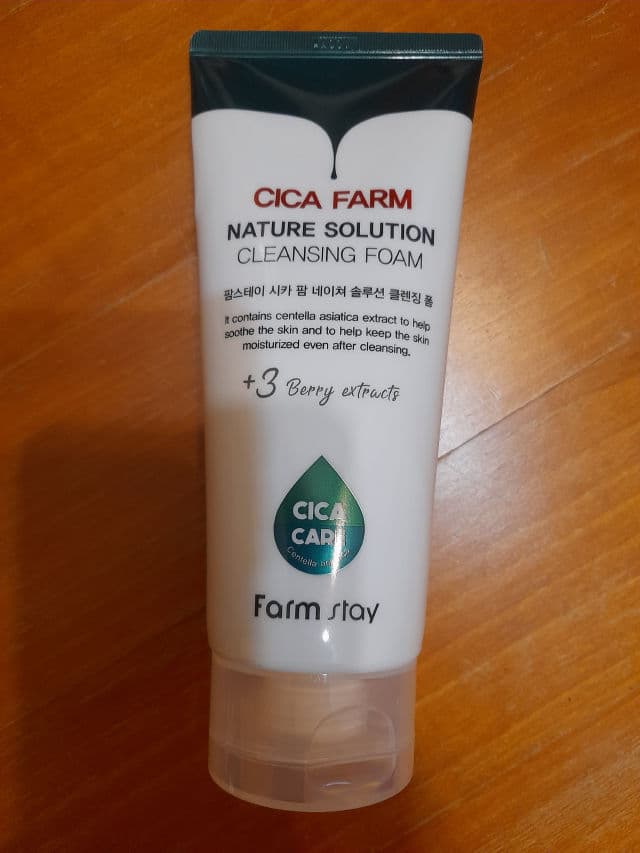 CICA FARM
NATURE SOLUTION
CLEANSING FOAM
팜스테이 시카 팜 네이쳐 솔루션 클렌징 폼
It contains centella asiatica extract to help
soothe the skin and to help keep the skin
moisturized even after cleansing.
+3 Berry extracts
CICA
CARE
Centella
Farm stay